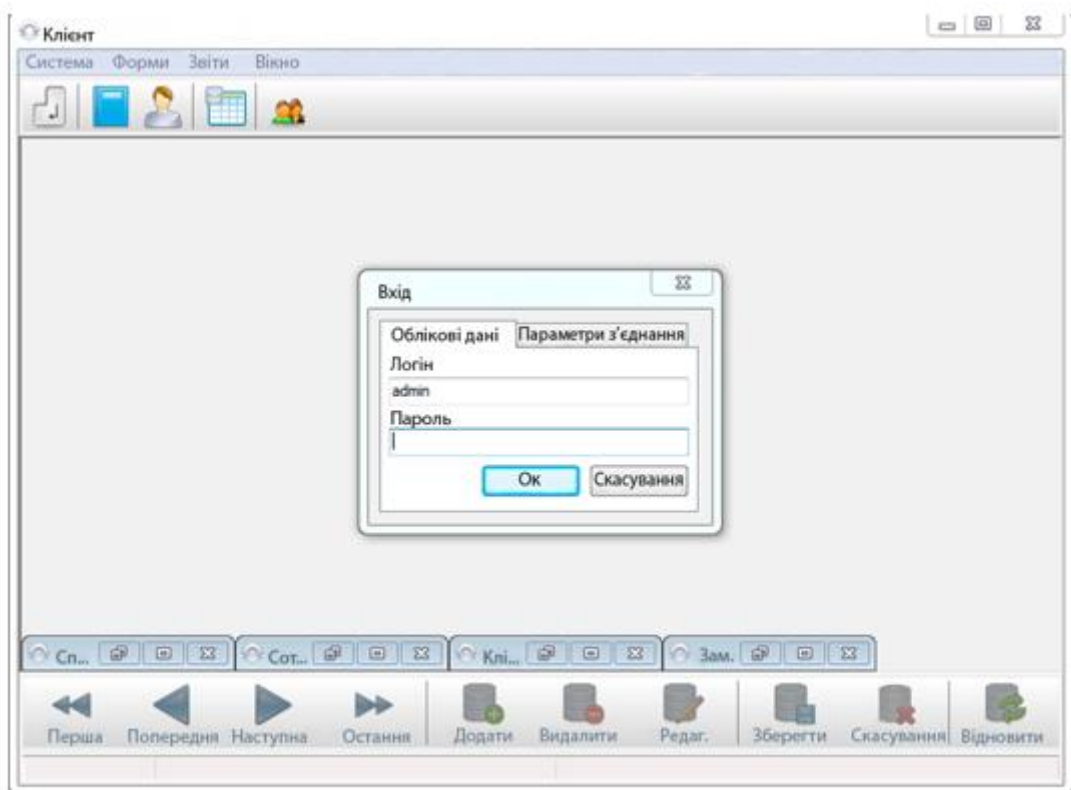 Клієнт
Система Форми Звіти Вікно
Вхід
Облікові дані Параметри з'єднання
Логін
admin
Пароль
Ок Скасування
Сп... Сот... Клі... Зам.
Перша Попередня Наступна Остання Додати Видалити Редаг. Зберегти Скасування Відновити